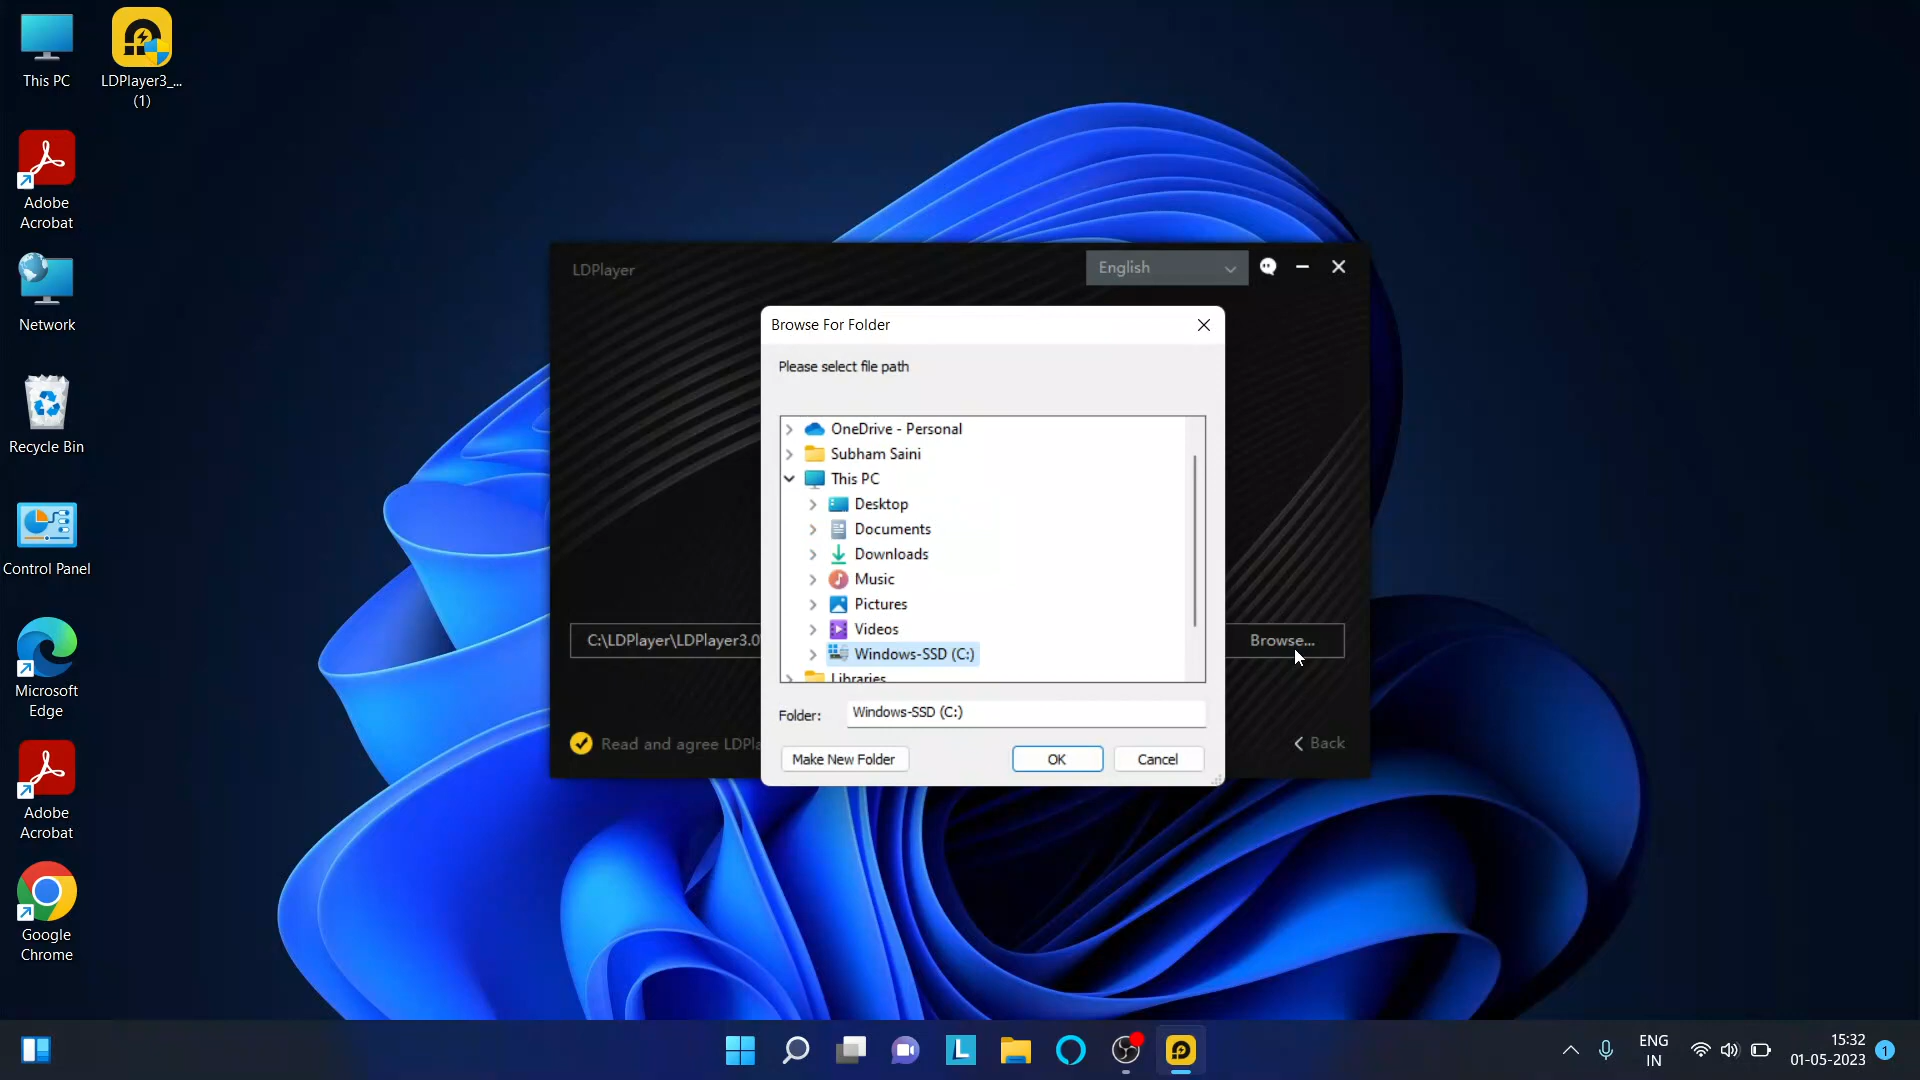 This PC
LDPlayer3_...
(1)
Adobe
Acrobat
Network
Recycle Bin
Control Panel
Microsoft
Edge
Adobe
Acrobat
Google
Chrome
LDPlayer
English
Browse For Folder
Please select file path
OneDrive - Personal
Subham Saini
This PC
Desktop
Documents
Downloads
Music
Pictures
Videos
Windows-SSD (C:)
Libraries
Folder:
Windows-SSD (C:)
Make New Folder
OK
Cancel
C:\LDPlayer\LDPlayer3.0
Browse...
Read and agree LDPla
Back
ENG
IN
15:32
01-05-2023
1